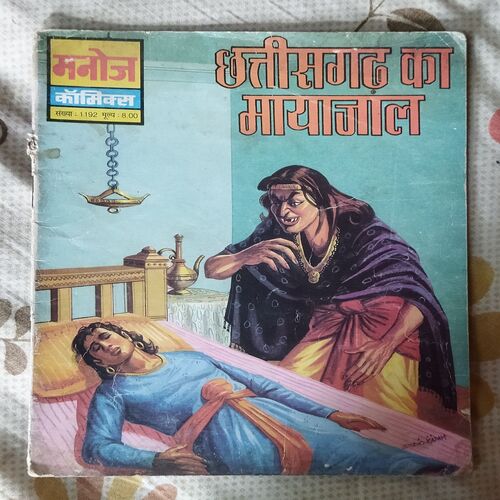 मनोज
कॉमिक्स
संख्या : 1192 मूल्य : 8.00
छत्तीसगढ़ का
मायाजाल